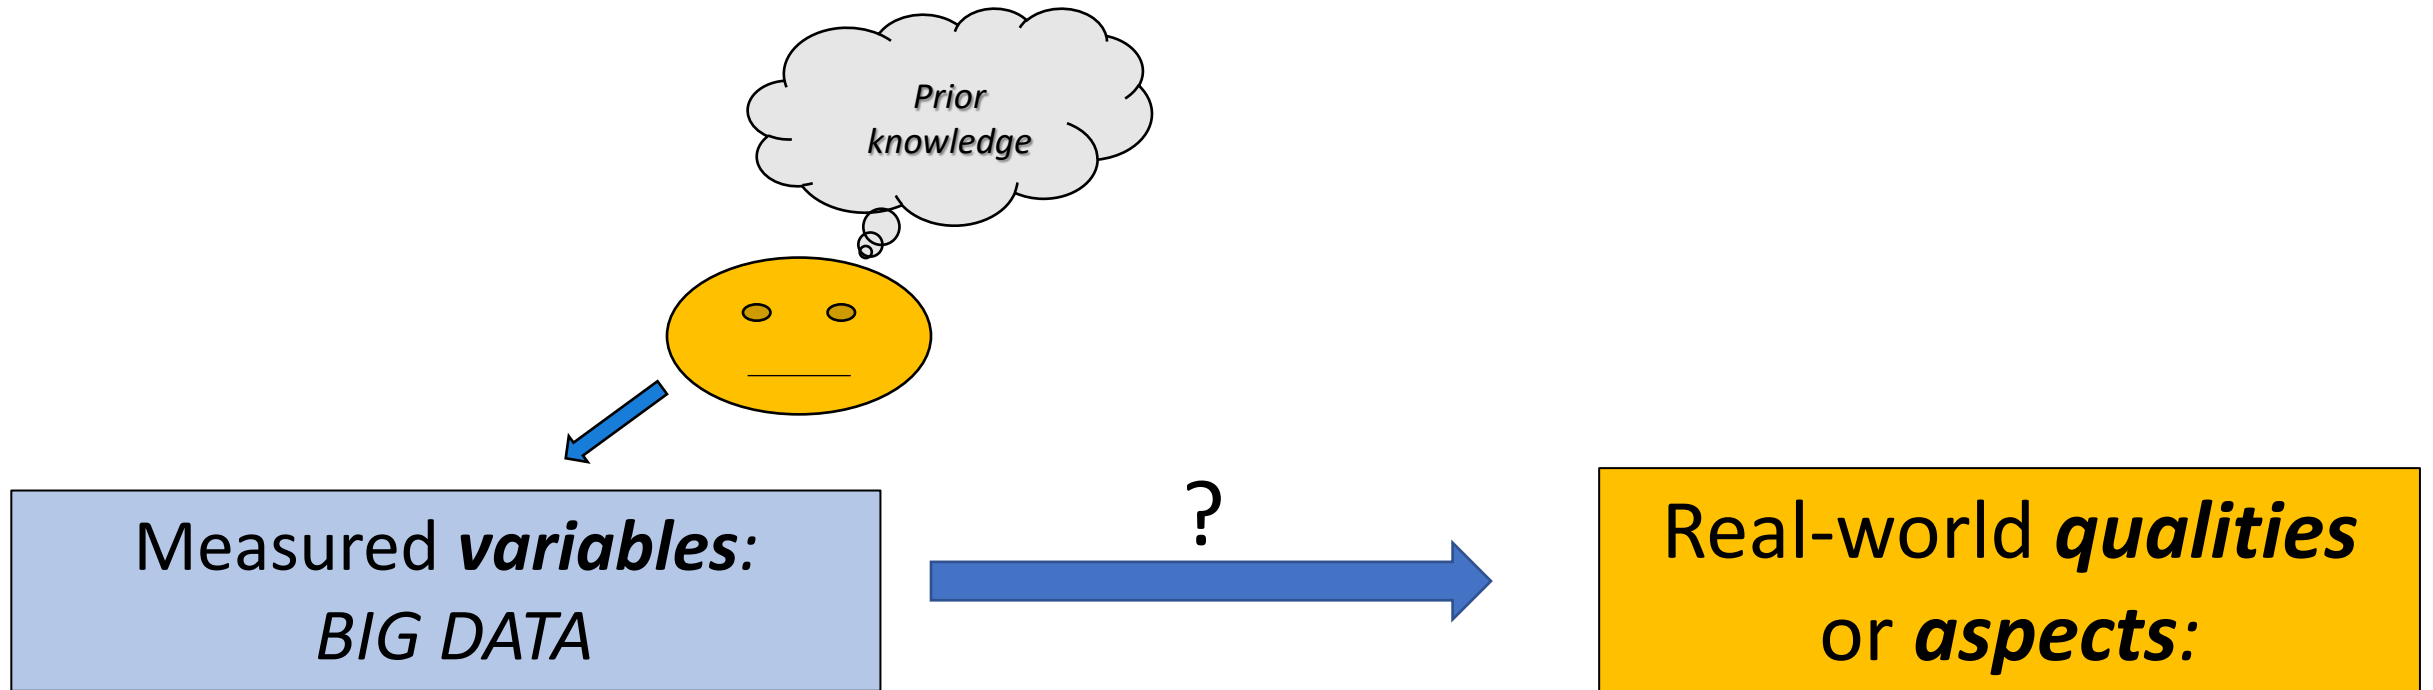 Prior
knowledge
?
Measured variables:
BIG DATA
Real-world qualities
or aspects: